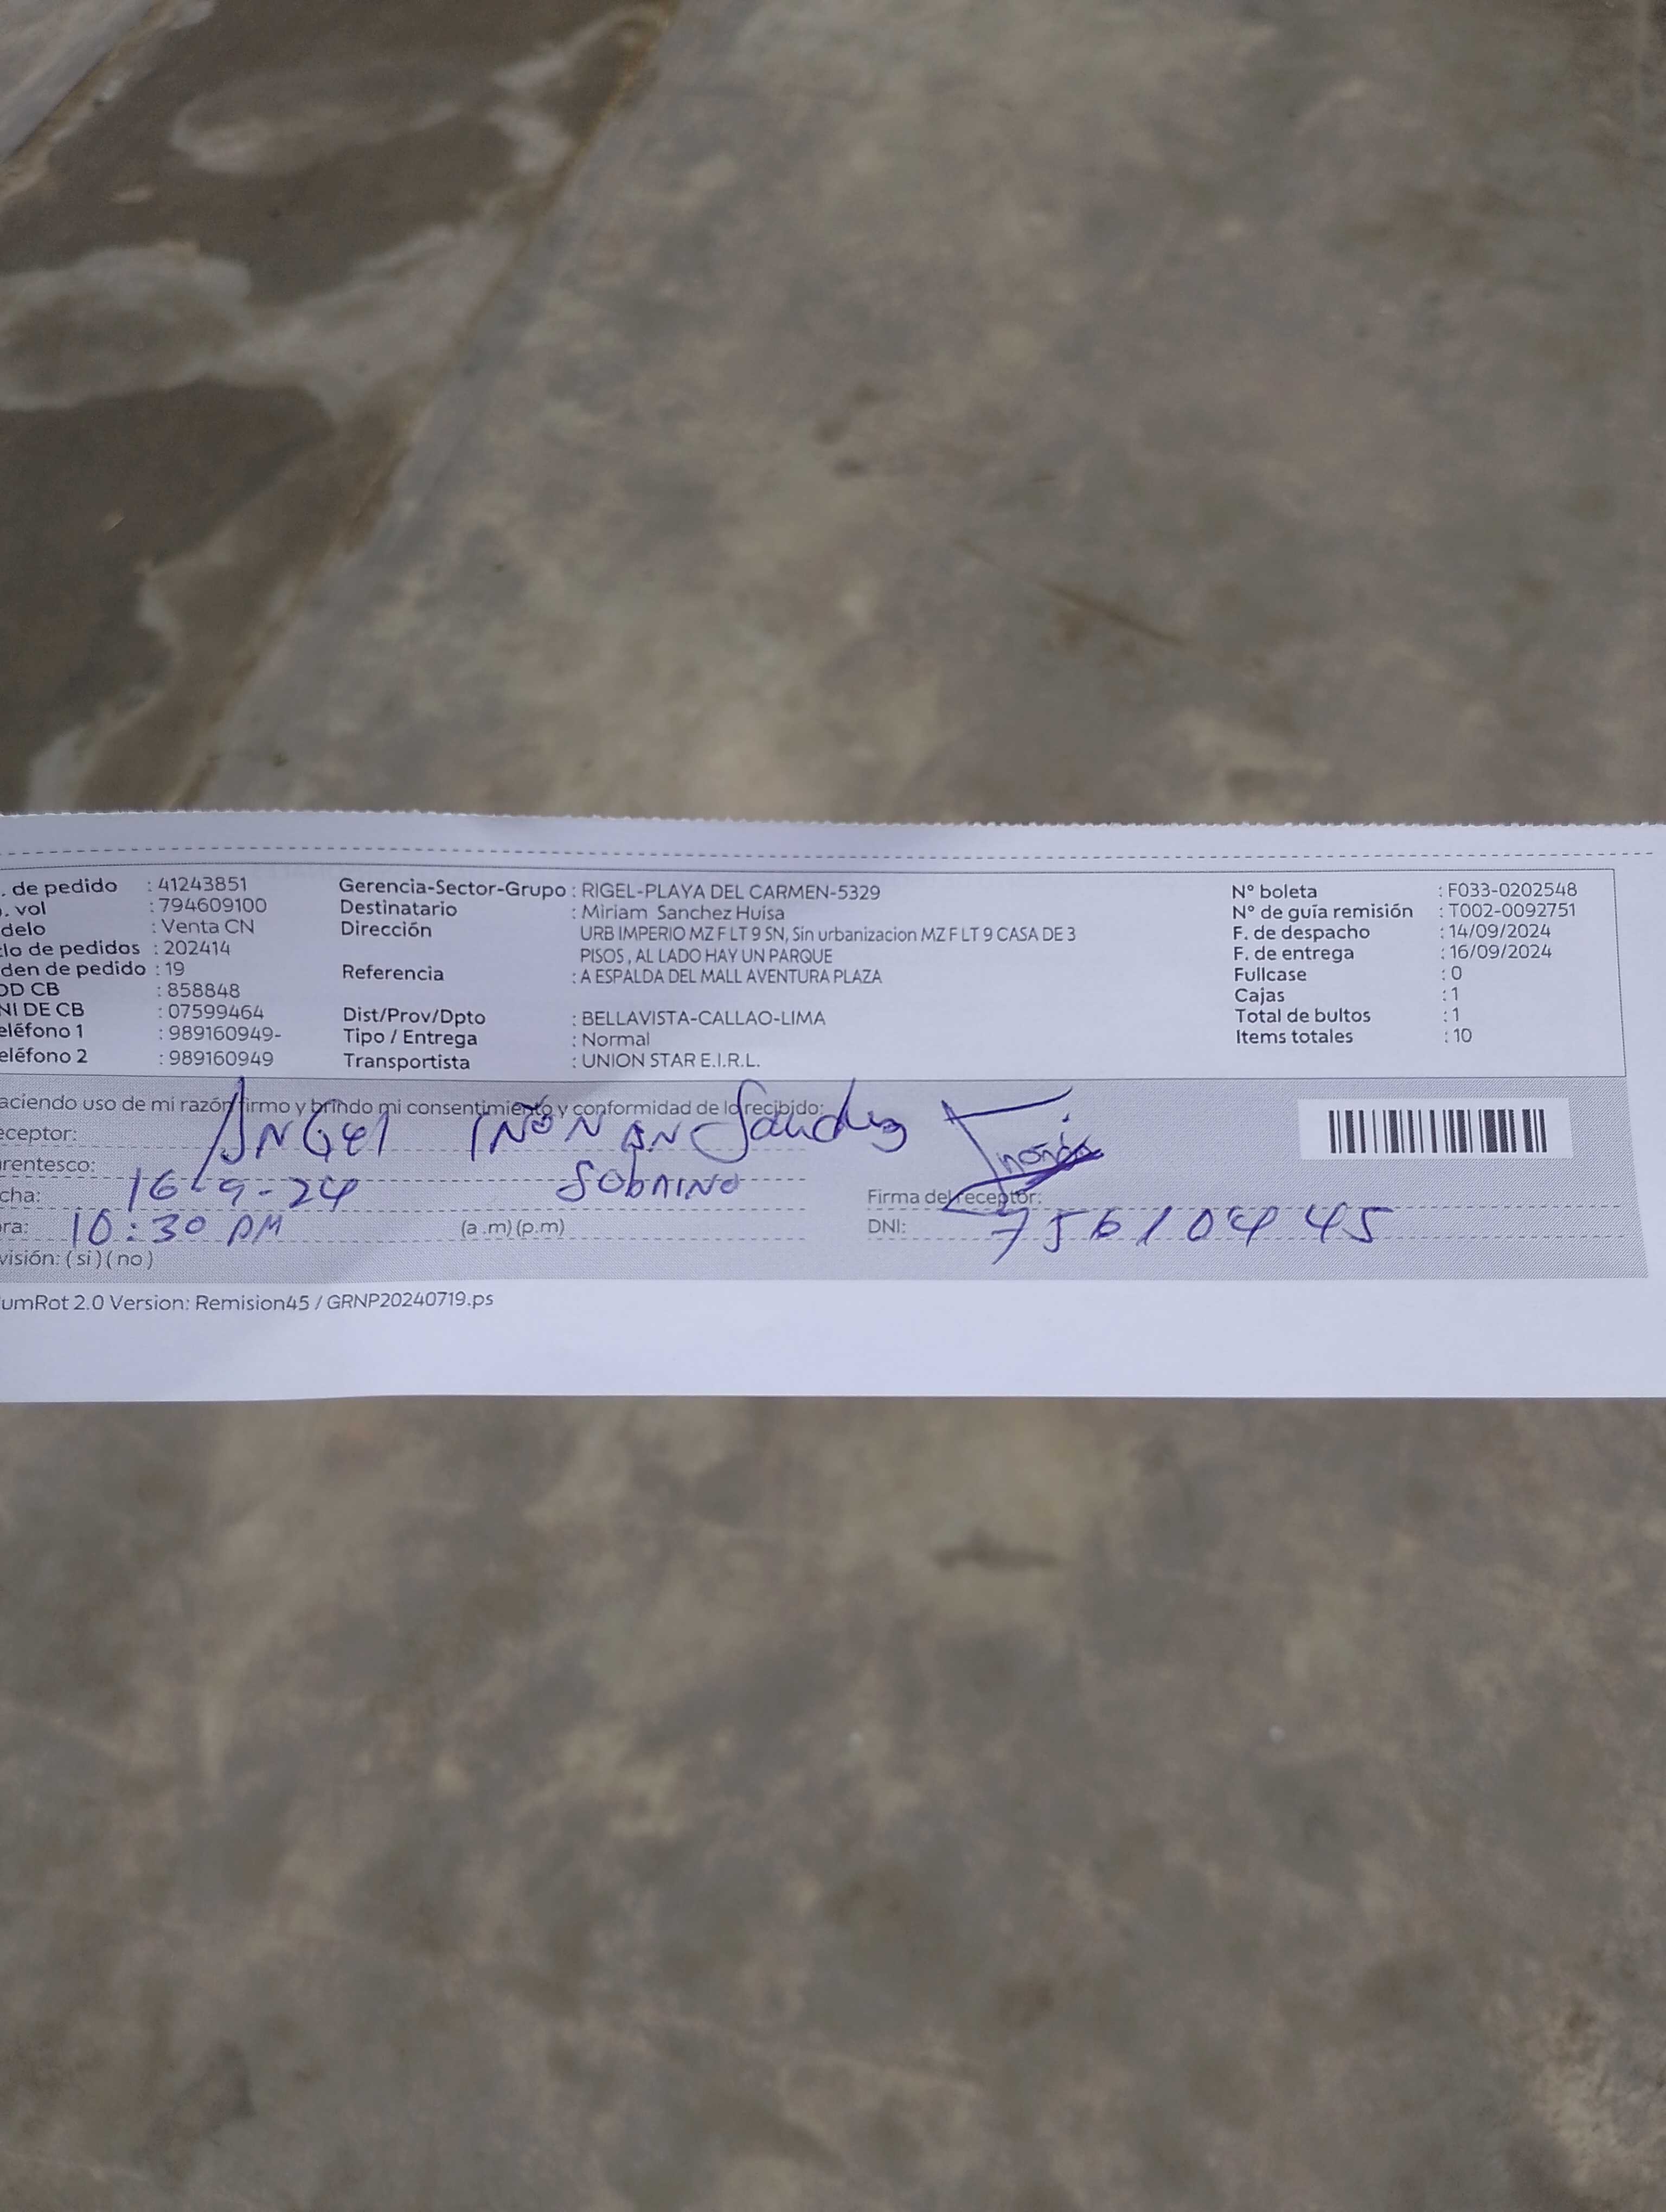 . de pedido : 41243851 Gerencia-Sector-Grupo : RIGEL-PLAYA DEL CARMEN-5329 N° boleta : F033-0202548
. vol : 794609100 Destinatario : Miriam Sanchez Huisa N° de guía remisión : T002-0092751
delo : Venta CN Dirección URB IMPERIO MZ F LT 9 SN, Sin urbanizacion MZ F LT 9 CASA DE 3 F. de despacho : 14/09/2024
clo de pedidos : 202414 PISOS , AL LADO HAY UN PARQUE F. de entrega : 16/09/2024
den de pedido : 19 Referencia : A ESPALDA DEL MALL AVENTURA PLAZA Fullcase : 0
OD CB : 858848 Cajas : 1
NI DE CB : 07599464 Dist/Prov/Dpto : BELLAVISTA-CALLAO-LIMA Total de bultos : 1
eléfono 1 : 989160949- Tipo / Entrega : Normal Items totales : 10
eléfono 2 : 989160949 Transportista : UNION STAR E.I.R.L.
aciendo uso de mi razón firmo y brindo mi consentimiento y conformidad de lo recibido:
eceptor: ANGel Sanchez
rentesco: SObRINO
cha: 16-9-24 Firma del receptor:
ra: 10:30 PM (a .m) (p.m) DNI: 75610445
visión: ( si ) ( no )
umRot 2.0 Version: Remision45 / GRNP20240719.ps